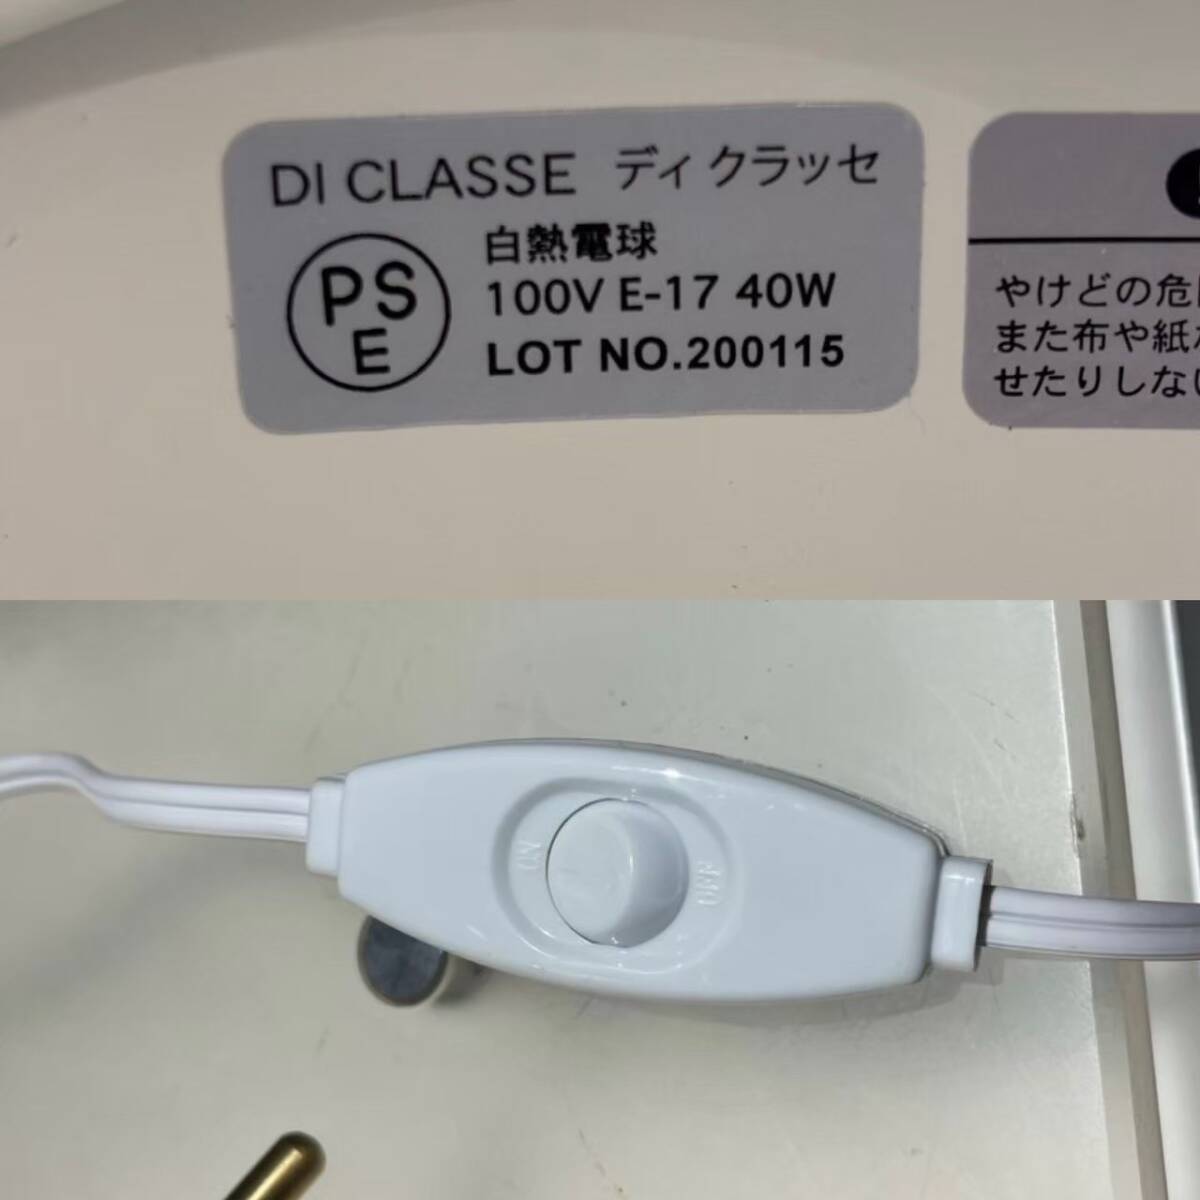 DI CLASSE ディ クラッセ
PS
E
白熱電球
100V E-17 40W
LOT NO.200115
やけどの危
また布や紙
せたりしな
ON